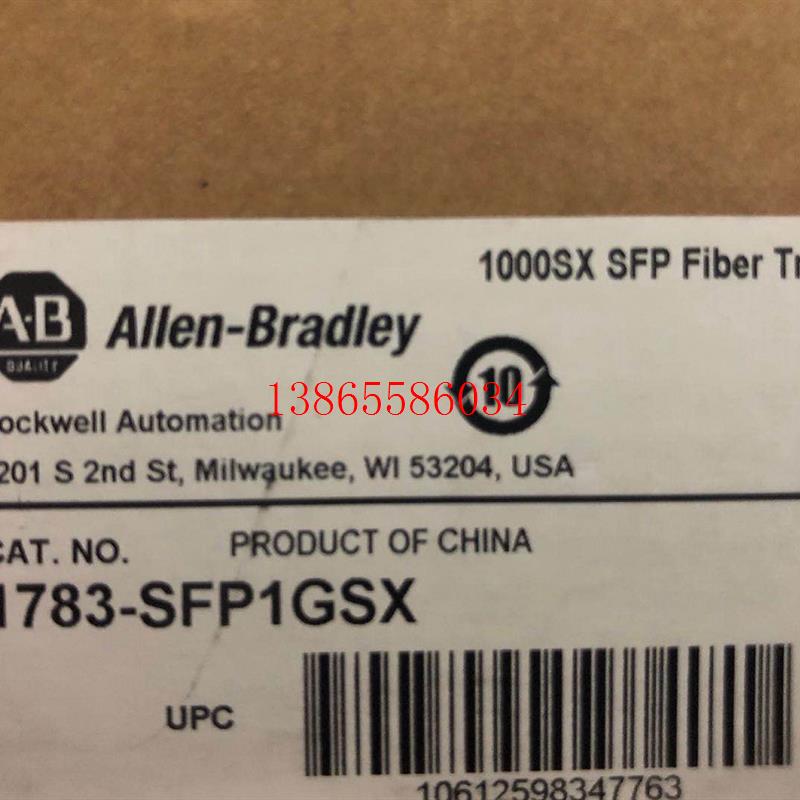 1000SX SFP Fiber Tr
A·B
QUALITY
Allen-Bradley
10
13865586034
ockwell Automation
201 S 2nd St, Milwaukee, WI 53204, USA
CAT. NO.
PRODUCT OF CHINA
1783-SFP1GSX
UPC
10612598347763